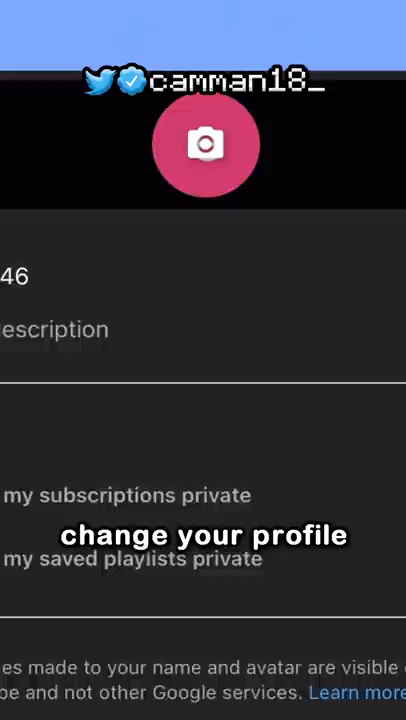 camman18_
46
escription
my subscriptions private
change your profile
my saved playlists private
es made to your name and avatar are visible
be and not other Google services. Learn more